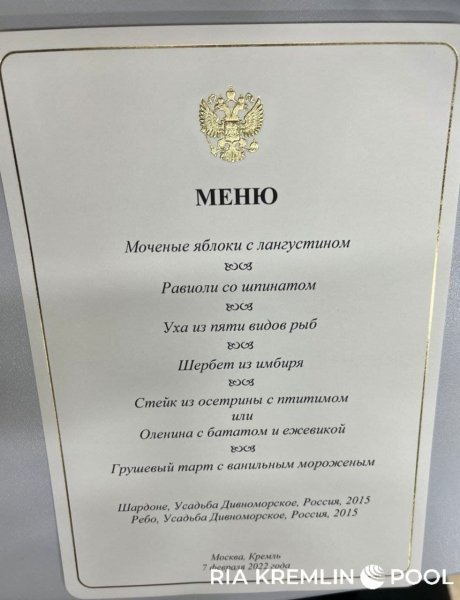 МЕНЮ
Моченые яблоки с лангустином
Равиоли со шпинатом
Уха из пяти видов рыб
Шербет из имбиря
Стейк из осетрины с птитимом
или
Оленина с бататом и ежевикой
Грушевый тарт с ванильным мороженым
Шардоне, Усадьба Дивноморское, Россия, 2015
Ребо, Усадьба Дивноморское, Россия, 2015
Москва, Кремль
7 февраля 2022 года
RIA KREMLIN POOL